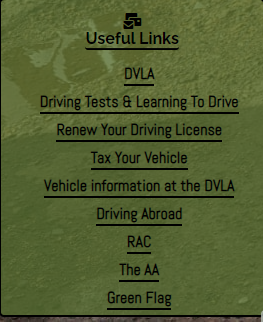 Useful Links
DVLA
Driving Tests & Learning To Drive
Renew Your Driving License
Tax Your Vehicle
Vehicle information at the DVLA
Driving Abroad
RAC
The AA
Green Flag